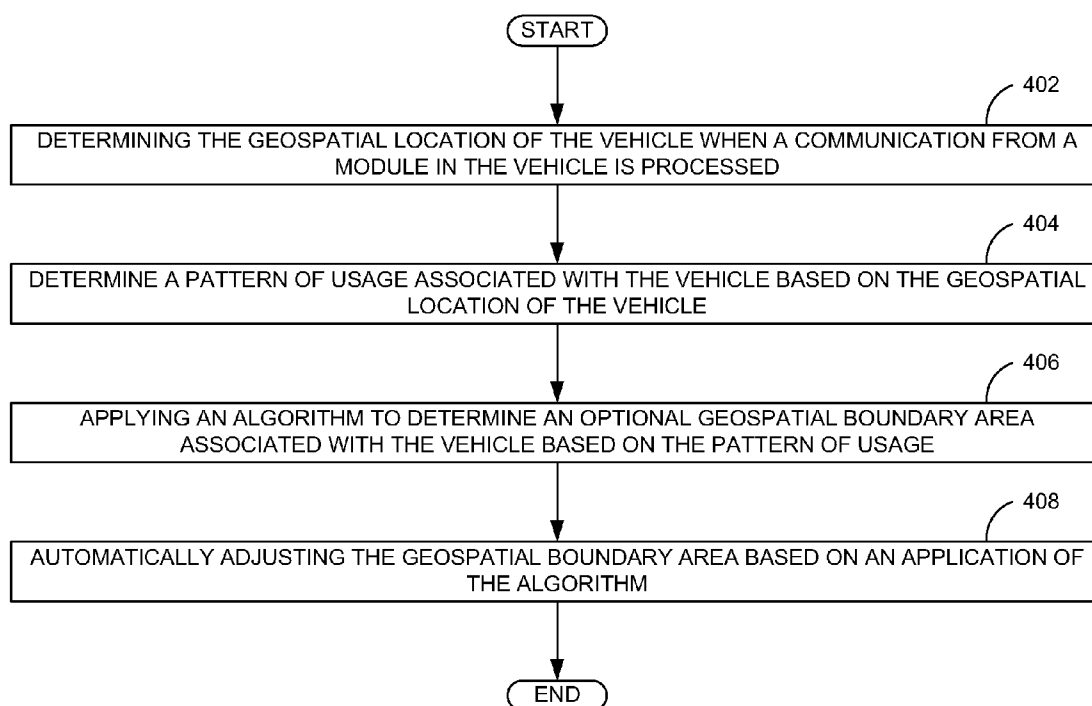 START
402
DETERMINING THE GEOSPATIAL LOCATION OF THE VEHICLE WHEN A COMMUNICATION FROM A
MODULE IN THE VEHICLE IS PROCESSED
404
DETERMINE A PATTERN OF USAGE ASSOCIATED WITH THE VEHICLE BASED ON THE GEOSPATIAL
LOCATION OF THE VEHICLE
406
APPLYING AN ALGORITHM TO DETERMINE AN OPTIONAL GEOSPATIAL BOUNDARY AREA
ASSOCIATED WITH THE VEHICLE BASED ON THE PATTERN OF USAGE
408
AUTOMATICALLY ADJUSTING THE GEOSPATIAL BOUNDARY AREA BASED ON AN APPLICATION OF
THE ALGORITHM
END